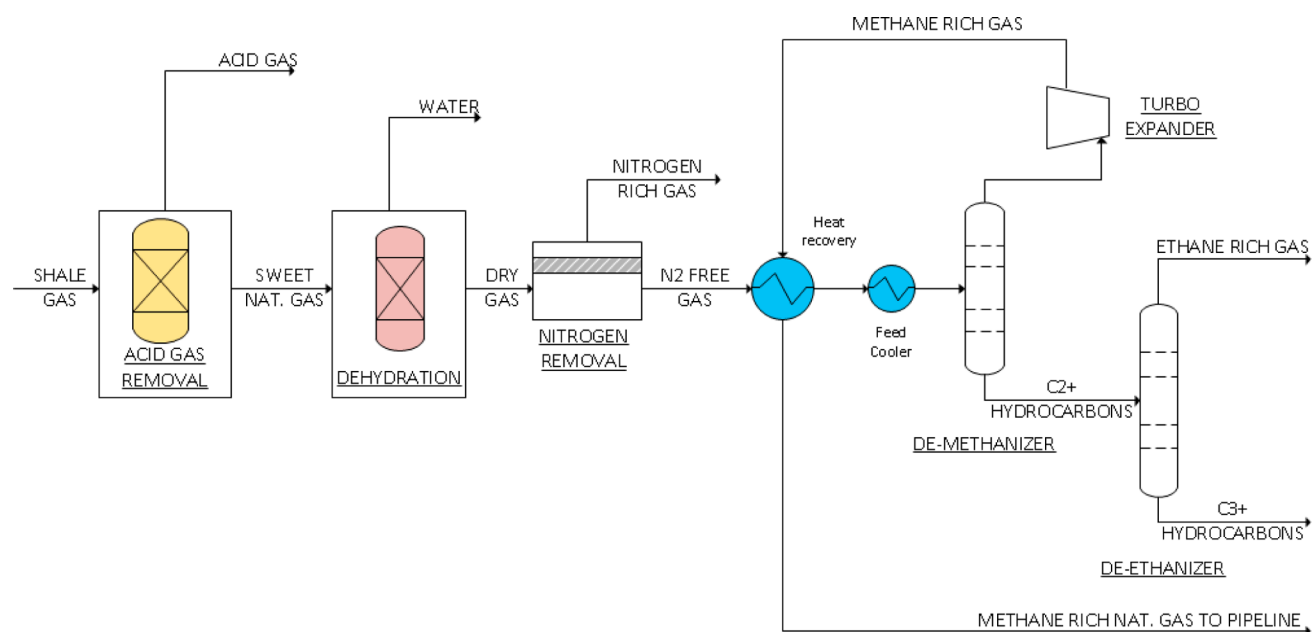 METHANE RICH GAS
ACID GAS
WATER
TURBO
EXPANDER
NITROGEN
RICH GAS
Heat
recovery
ETHANE RICH GAS
SHALE
GAS
SWEET
NAT. GAS
DRY
GAS
N2 FREE
GAS
Feed
Cooler
NITROGEN
REMOVAL
ACID GAS
REMOVAL
DEHYDRATION
C2+
HYDROCARBONS
DE-METHANIZER
C3+
HYDROCARBONS
DE-ETHANIZER
METHANE RICH NAT. GAS TO PIPELINE